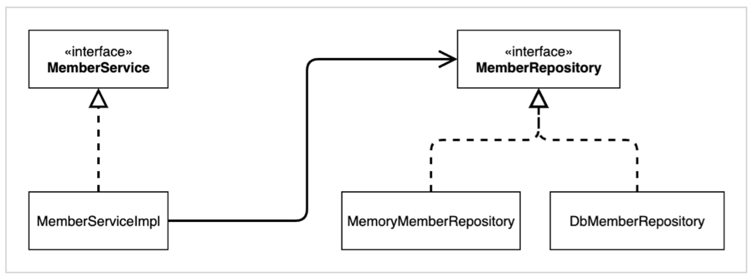 «interface»
MemberService
«interface»
MemberRepository
MemberServiceImpl
MemoryMemberRepository
DbMemberRepository